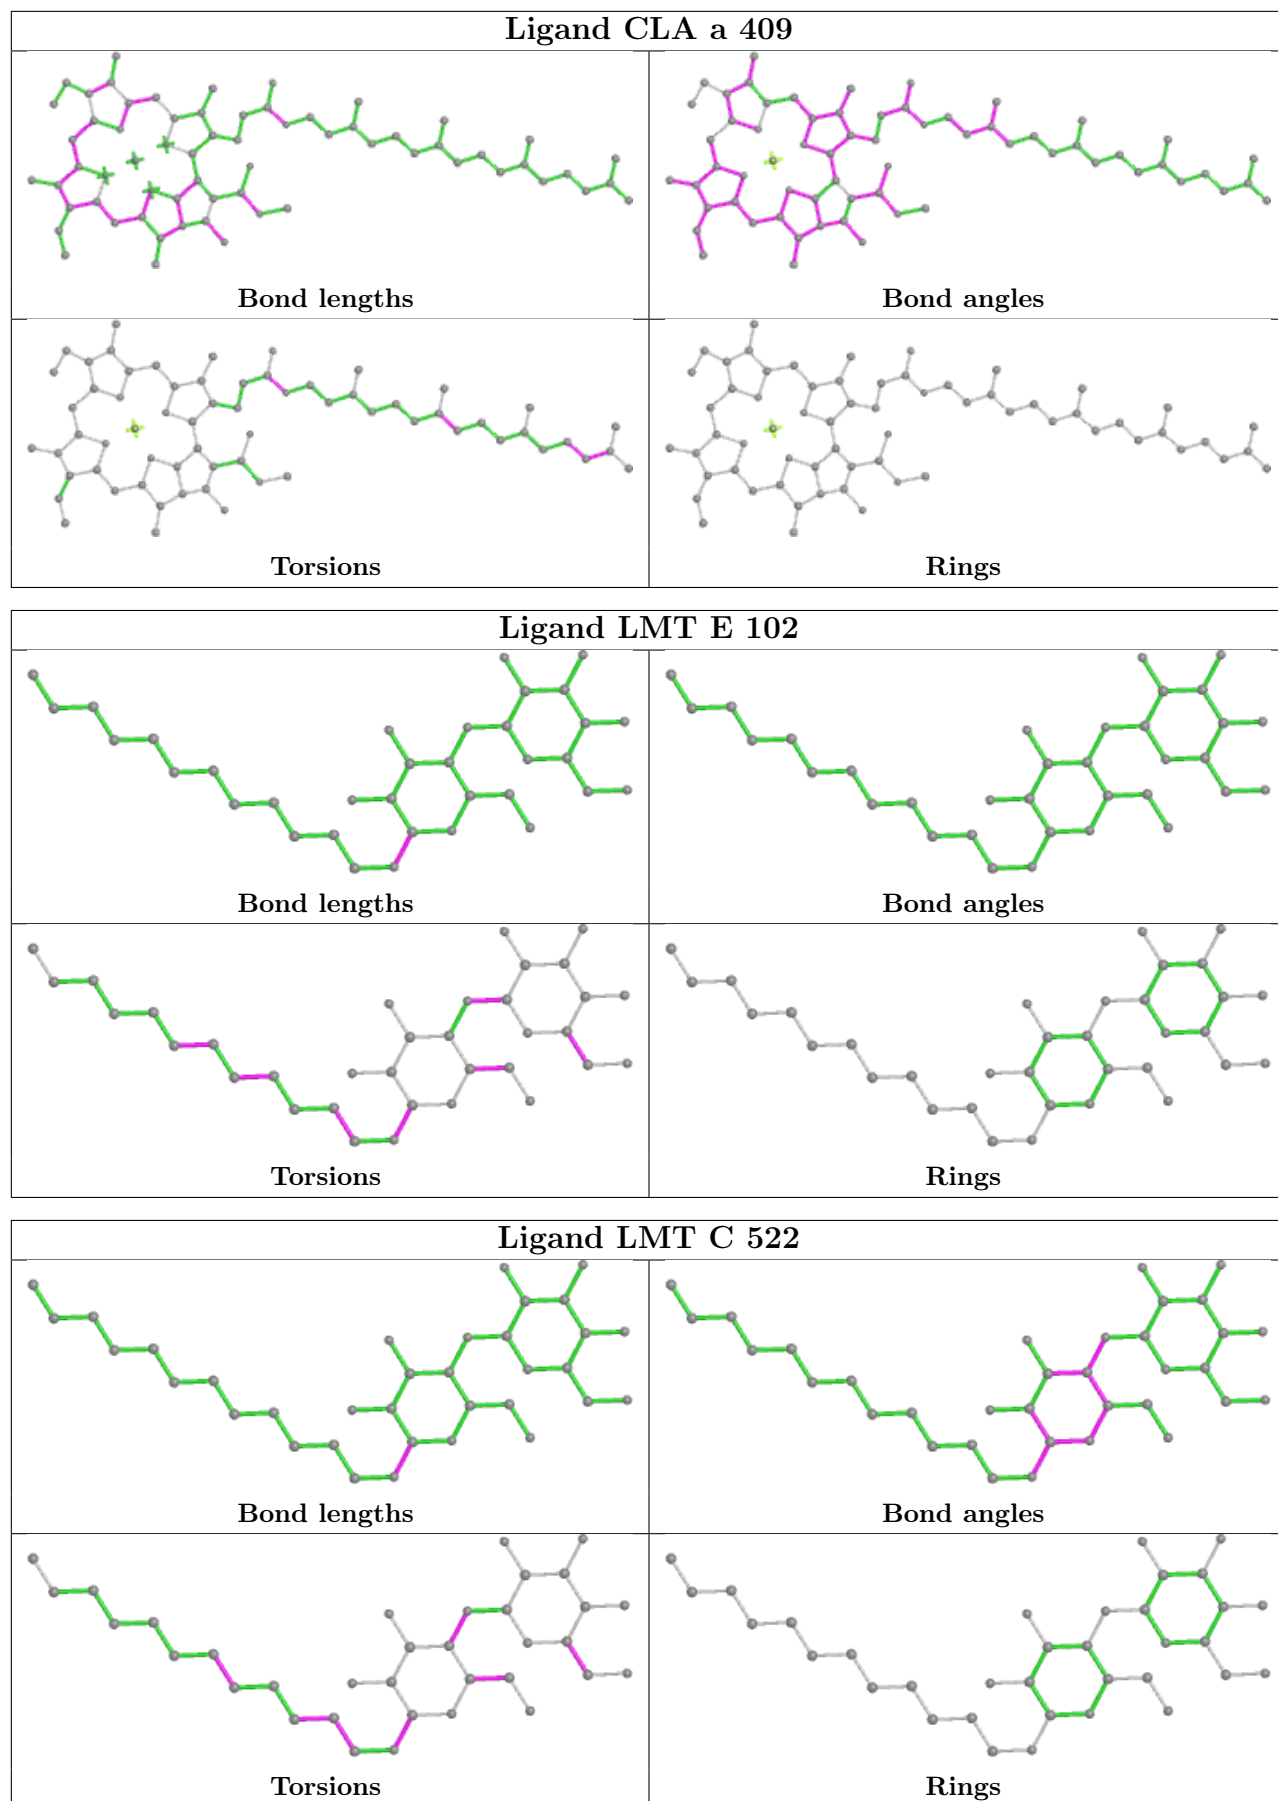 Ligand CLA a 409
Bond lengths
Bond angles
Torsions
Rings
Ligand LMT E 102
Bond lengths
Bond angles
Torsions
Rings
Ligand LMT C 522
Bond lengths
Bond angles
Torsions
Rings